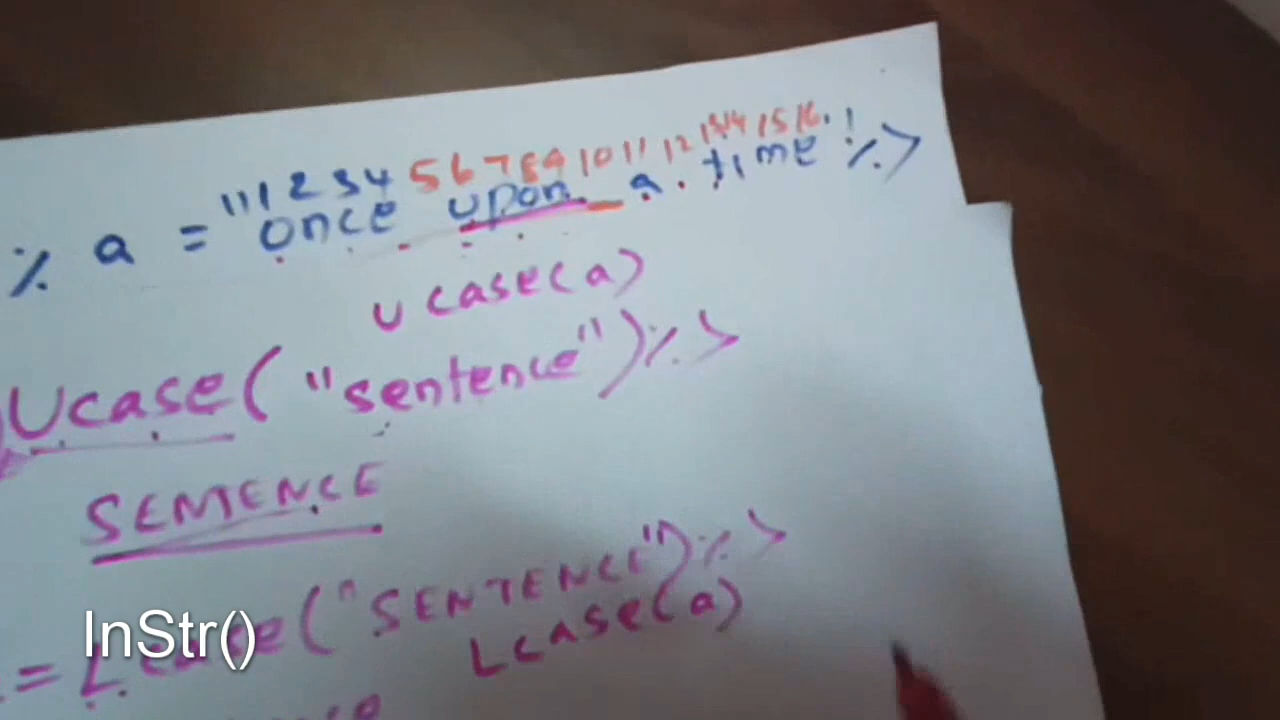 1 2 3 4 5 6 7 8 9 10 11 12 13 14 15 16
% a = "once upon a time ! %>
ucase(a)
Ucase("sentence")%>
SENTENCE
= Lcase("SENTENCE")%>
Lcase(a)
InStr()